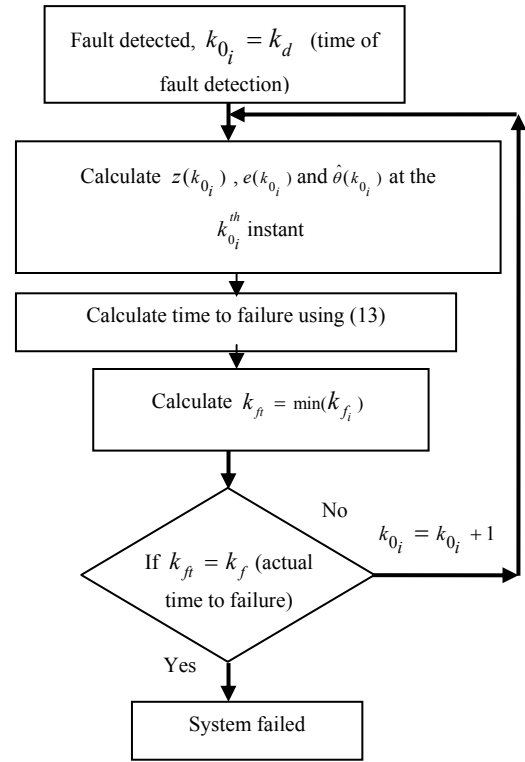 Fault detected, k_{0_i} = k_d (time of
fault detection)
Calculate z(k_{0_i}) , e(k_{0_i}) and θ̂(k_{0_i}) at the
k_{0_i}^{th} instant
Calculate time to failure using (13)
Calculate k_{ft} = min(k_{f_i})
No
k_{0_i} = k_{0_i} + 1
If k_{ft} = k_f (actual
time to failure)
Yes
System failed